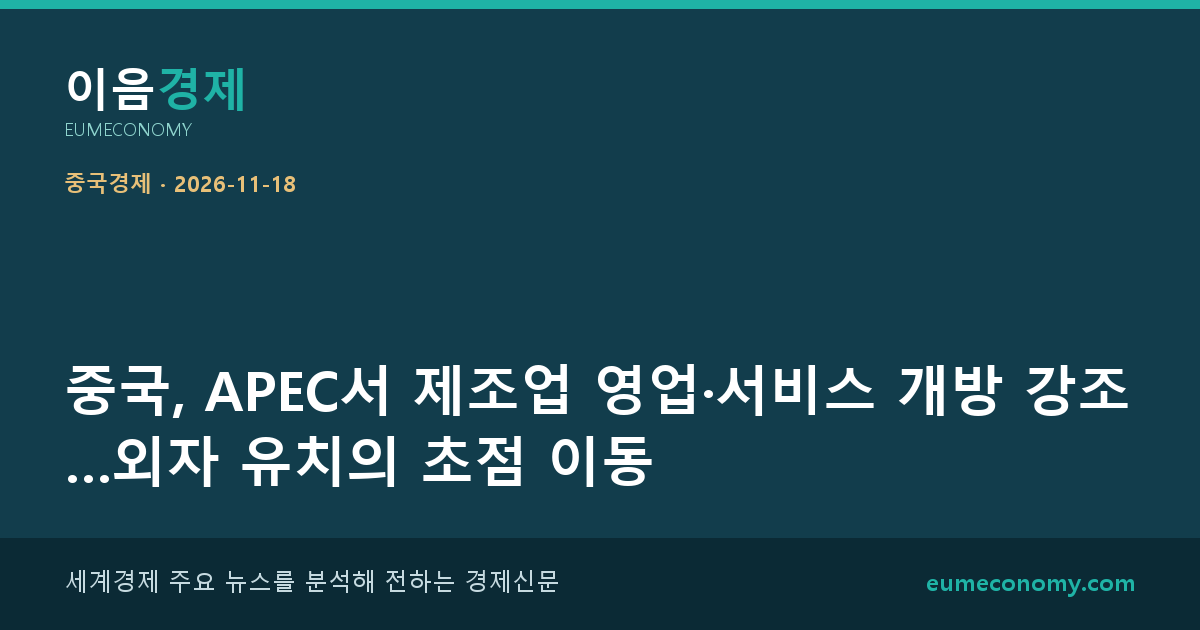 이음경제
EUMECONOMY
중국경제 · 2026-11-18
중국, APEC서 제조업 영업·서비스 개방 강조
…외자 유치의 초점 이동
세계경제 주요 뉴스를 분석해 전하는 경제신문
eumeconomy.com